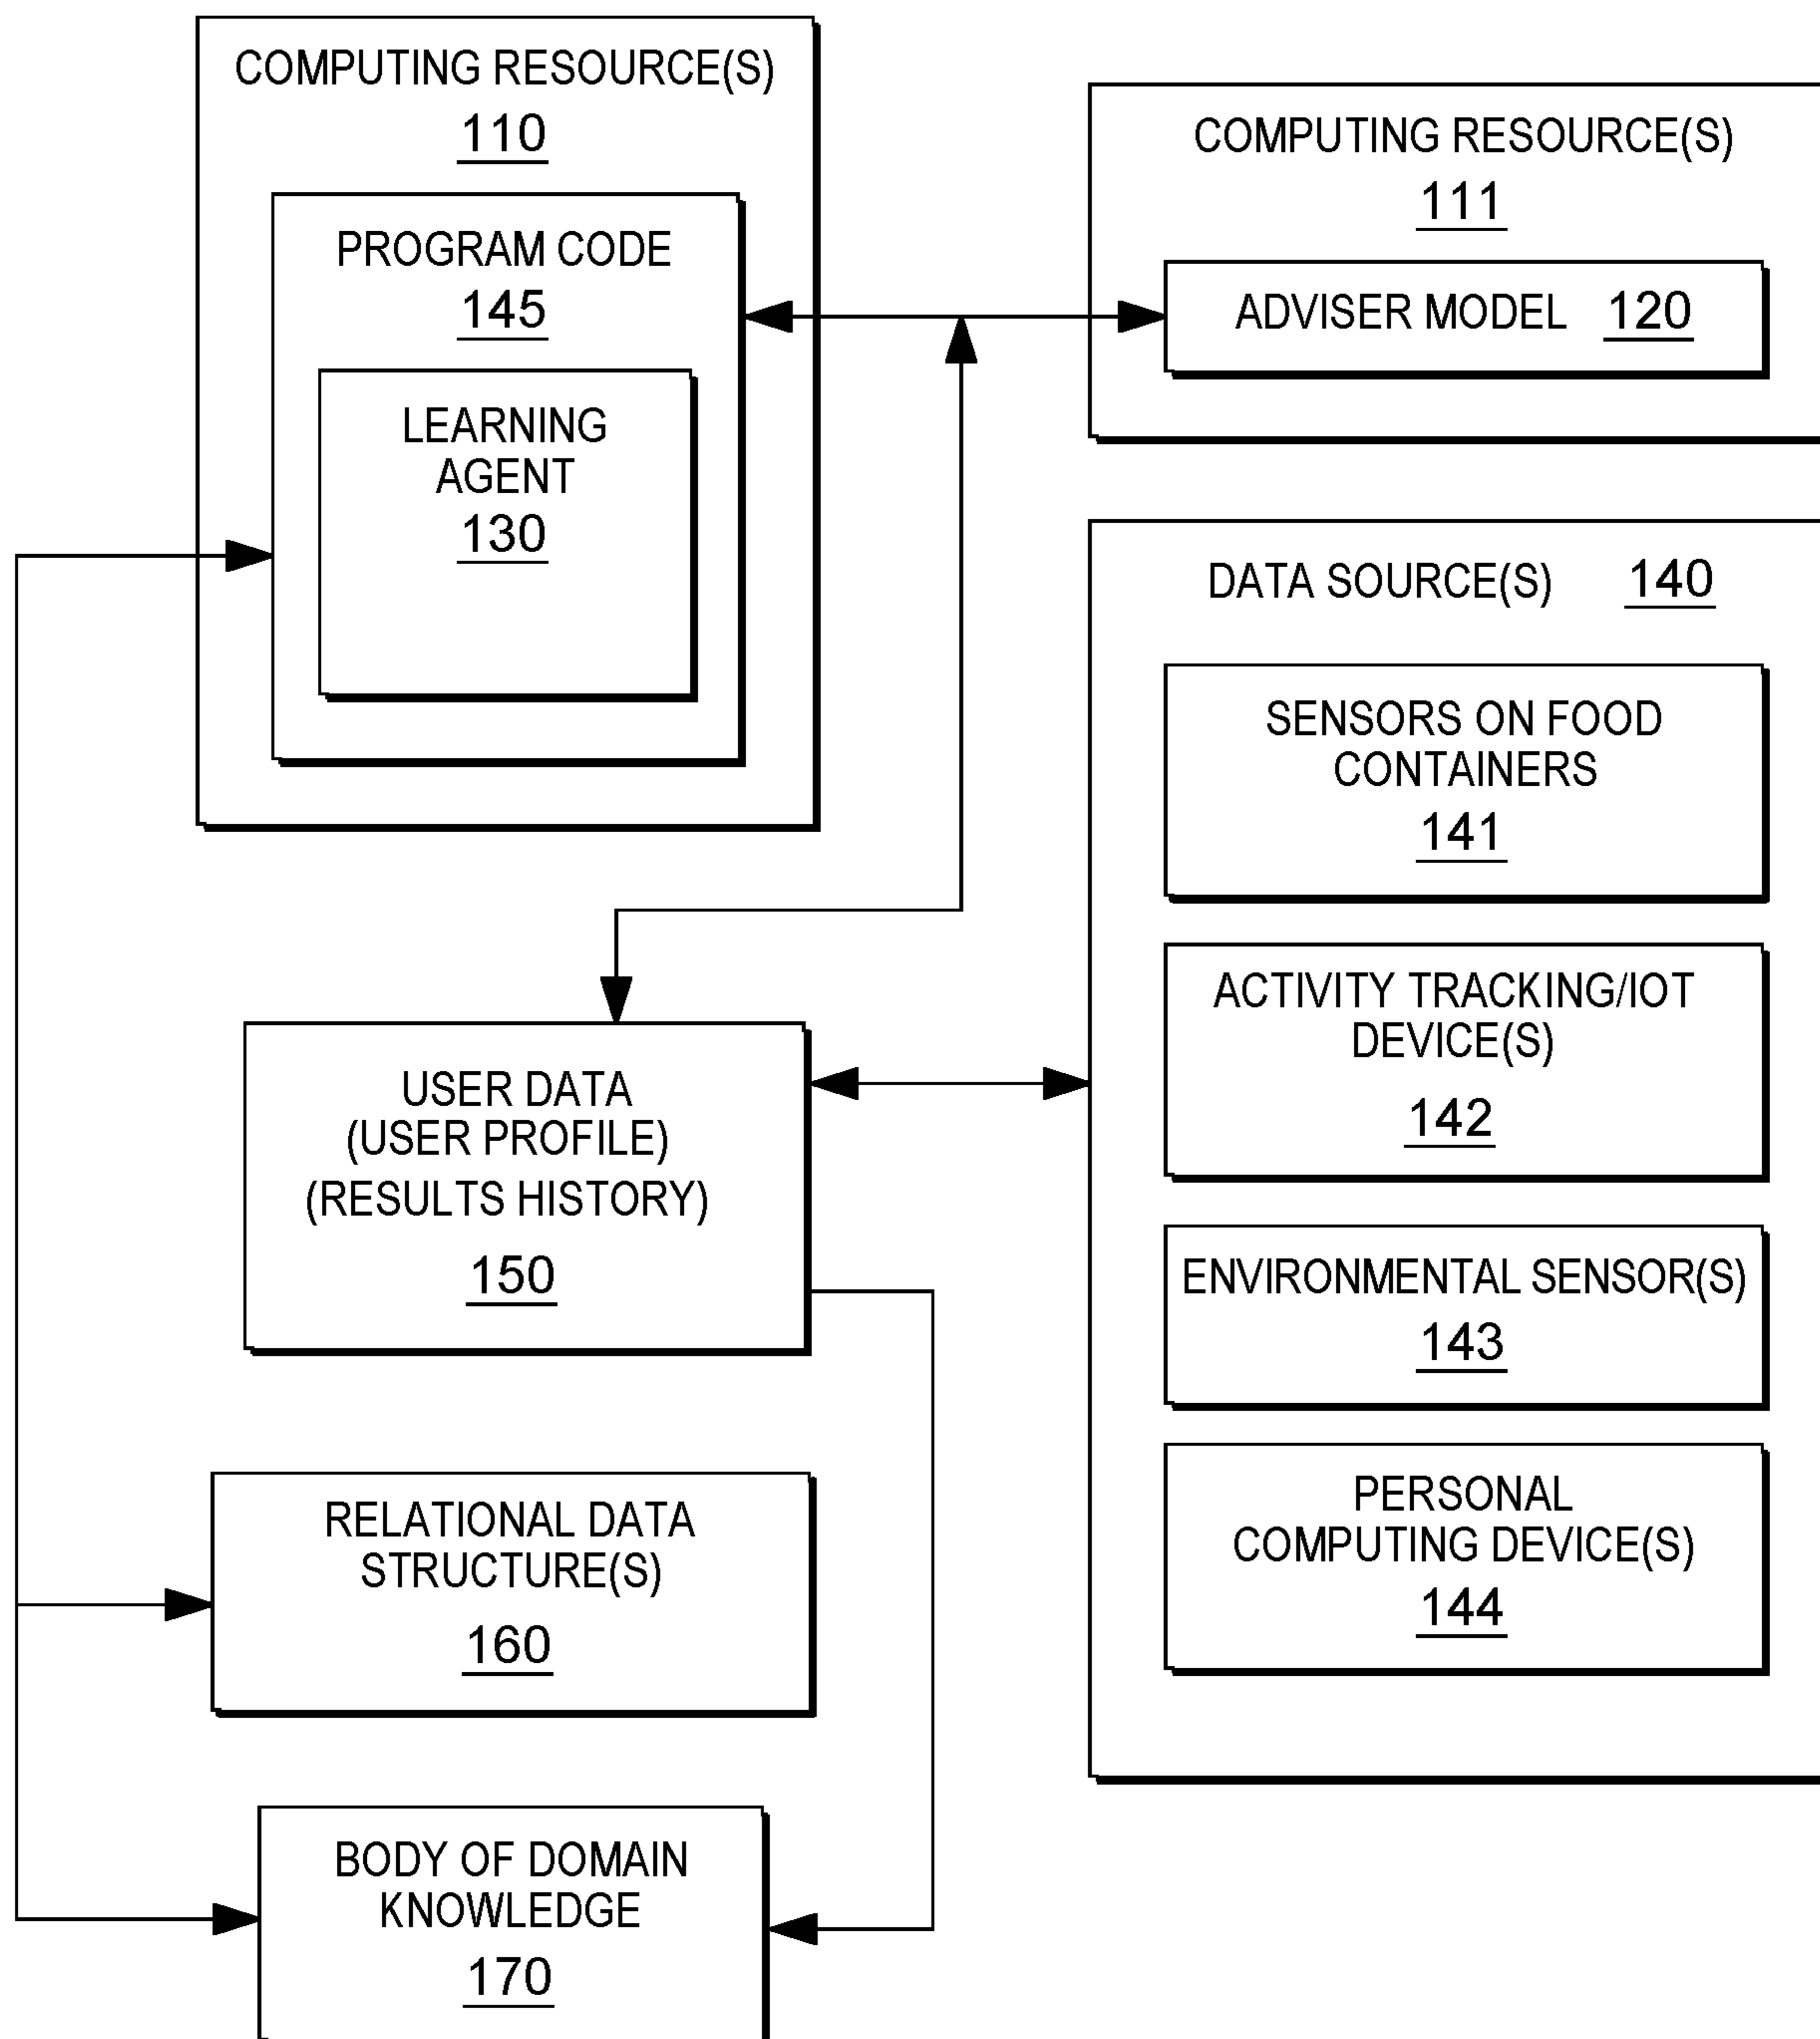 COMPUTING RESOURCE(S)
110
PROGRAM CODE
145
LEARNING
AGENT
130
COMPUTING RESOURCE(S)
111
ADVISER MODEL 120
DATA SOURCE(S) 140
SENSORS ON FOOD
CONTAINERS
141
ACTIVITY TRACKING/IOT
DEVICE(S)
142
ENVIRONMENTAL SENSOR(S)
143
PERSONAL
COMPUTING DEVICE(S)
144
USER DATA
(USER PROFILE)
(RESULTS HISTORY)
150
RELATIONAL DATA
STRUCTURE(S)
160
BODY OF DOMAIN
KNOWLEDGE
170